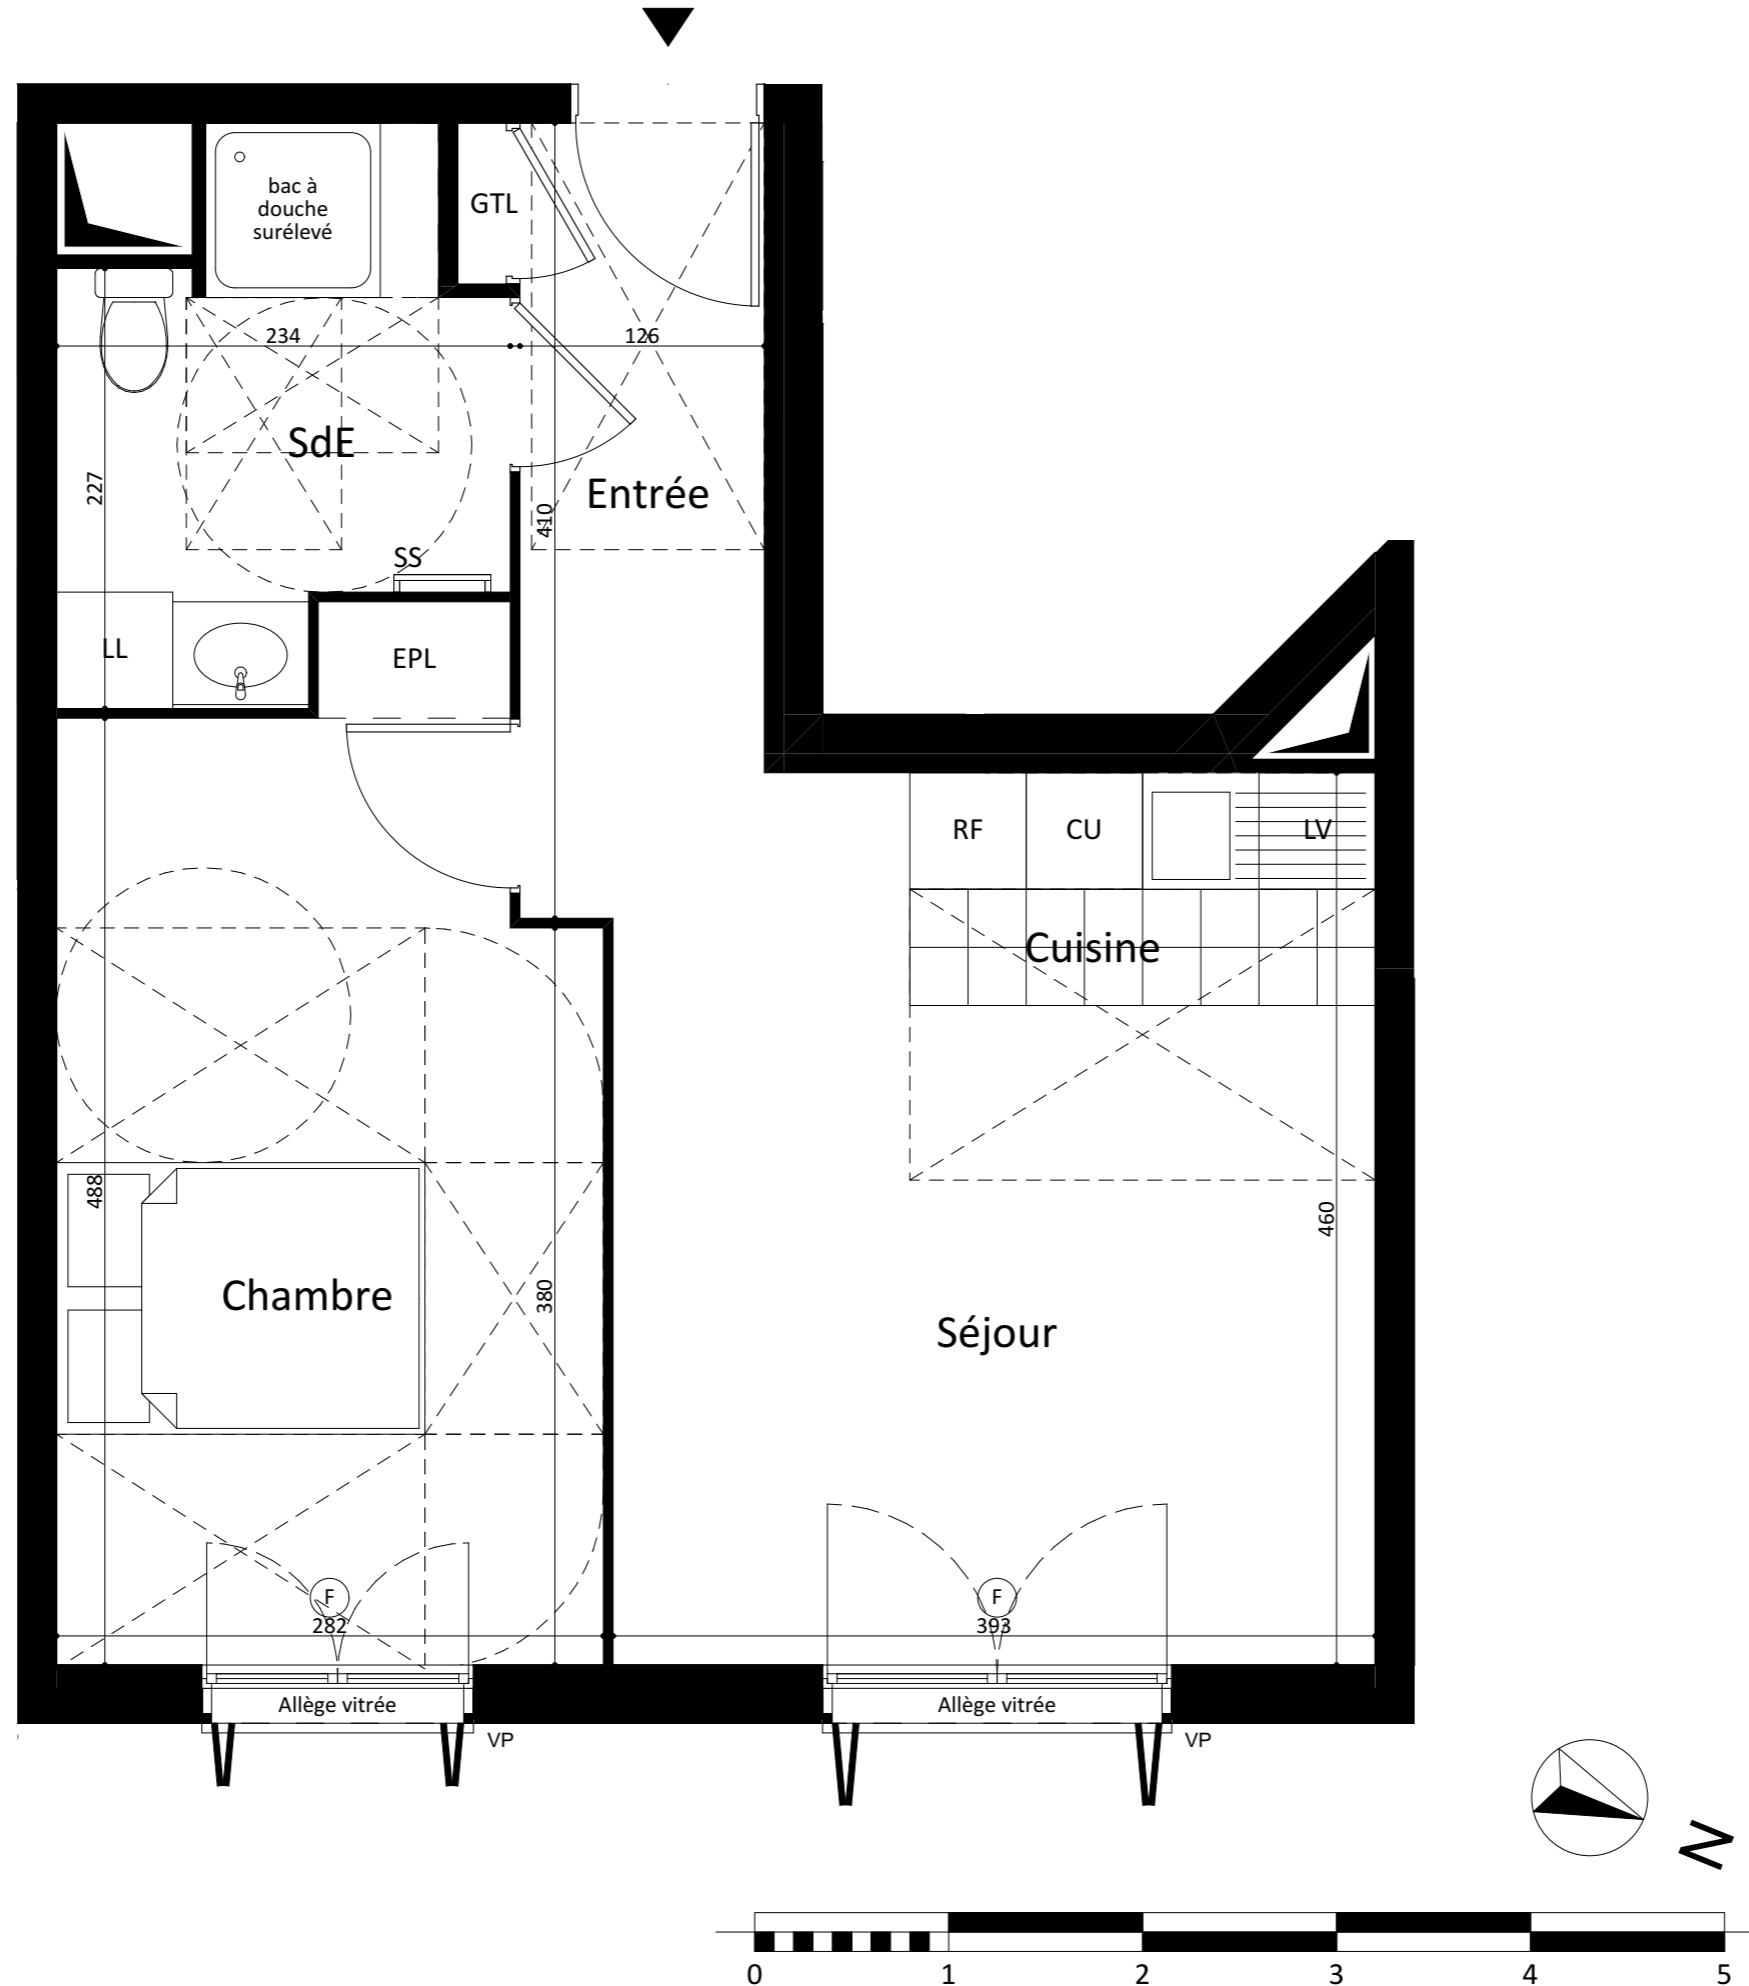 bac à
douche
surélevé
GTL
234
126
SdE
227
410
Entrée
SS
LL
EPL
RF
CU
LV
Cuisine
488
460
Chambre
380
Séjour
F
282
F
393
Allège vitrée
Allège vitrée
VP
VP
N
0 1 2 3 4 5